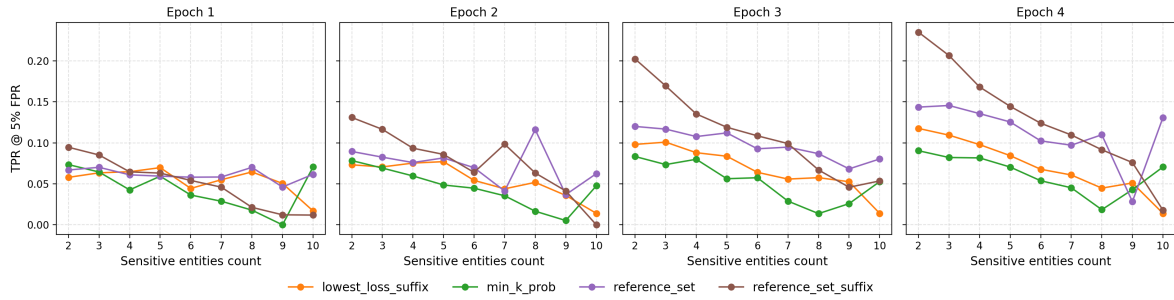 Epoch 1
Epoch 2
Epoch 3
Epoch 4
TPR @ 5% FPR
0.20
0.15
0.10
0.05
0.00
2 3 4 5 6 7 8 9 10
2 3 4 5 6 7 8 9 10
2 3 4 5 6 7 8 9 10
2 3 4 5 6 7 8 9 10
Sensitive entities count
Sensitive entities count
Sensitive entities count
Sensitive entities count
lowest_loss_suffix
min_k_prob
reference_set
reference_set_suffix